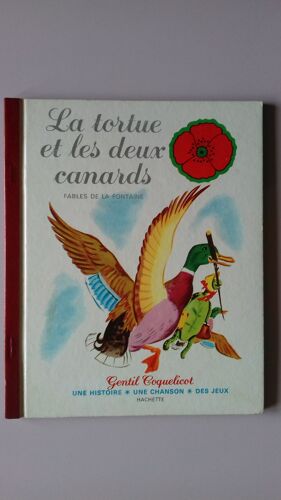 La tortue
et les deux
canards
FABLES DE LA FONTAINE
Gentil Coquelicot
UNE HISTOIRE * UNE CHANSON * DES JEUX
HACHETTE